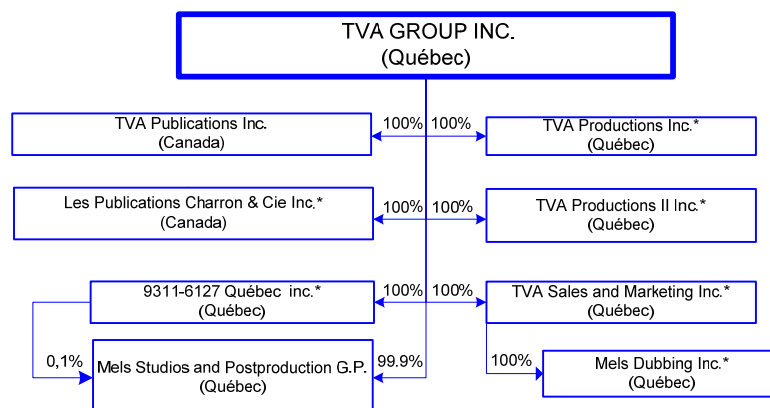 TVA GROUP INC.
(Québec)
TVA Publications Inc.
(Canada)
100%
100%
TVA Productions Inc.*
(Québec)
Les Publications Charron & Cie Inc.*
(Canada)
100%
100%
TVA Productions II Inc.*
(Québec)
9311-6127 Québec inc.*
(Québec)
100%
100%
TVA Sales and Marketing Inc.*
(Québec)
0,1%
Mels Studios and Postproduction G.P.
(Québec)
99.9%
100%
Mels Dubbing Inc.*
(Québec)